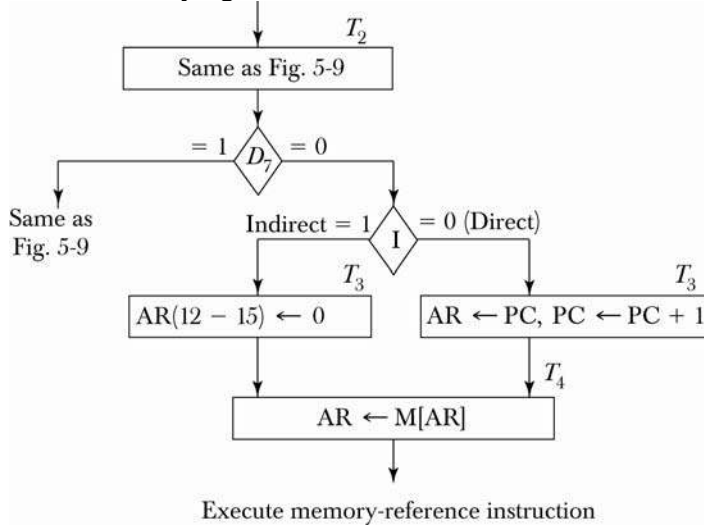 T₂
Same as Fig. 5-9
= 1 D₇ = 0
Same as
Fig. 5-9
Indirect = 1 I = 0 (Direct)
T₃ T₃
AR(12 − 15) ← 0 AR ← PC, PC ← PC + 1
T₄
AR ← M[AR]
Execute memory-reference instruction